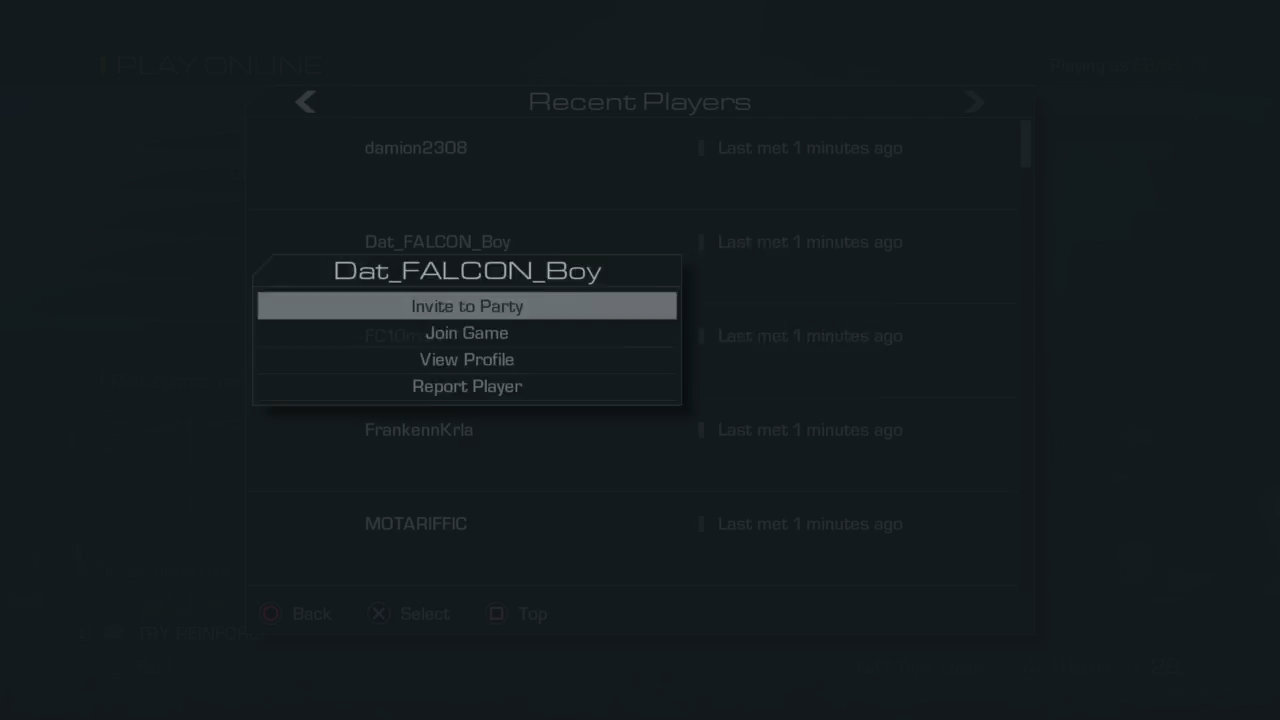 PLAY ONLINE
Recent Players
damion2308 Last met 1 minutes ago
Dat_FALCON_Boy Last met 1 minutes ago
Dat_FALCON_Boy
Invite to Party
Join Game
Last met 1 minutes ago
View Profile
Report Player
FrankennKrla Last met 1 minutes ago
MOTARIFFIC Last met 1 minutes ago
Back Select Top